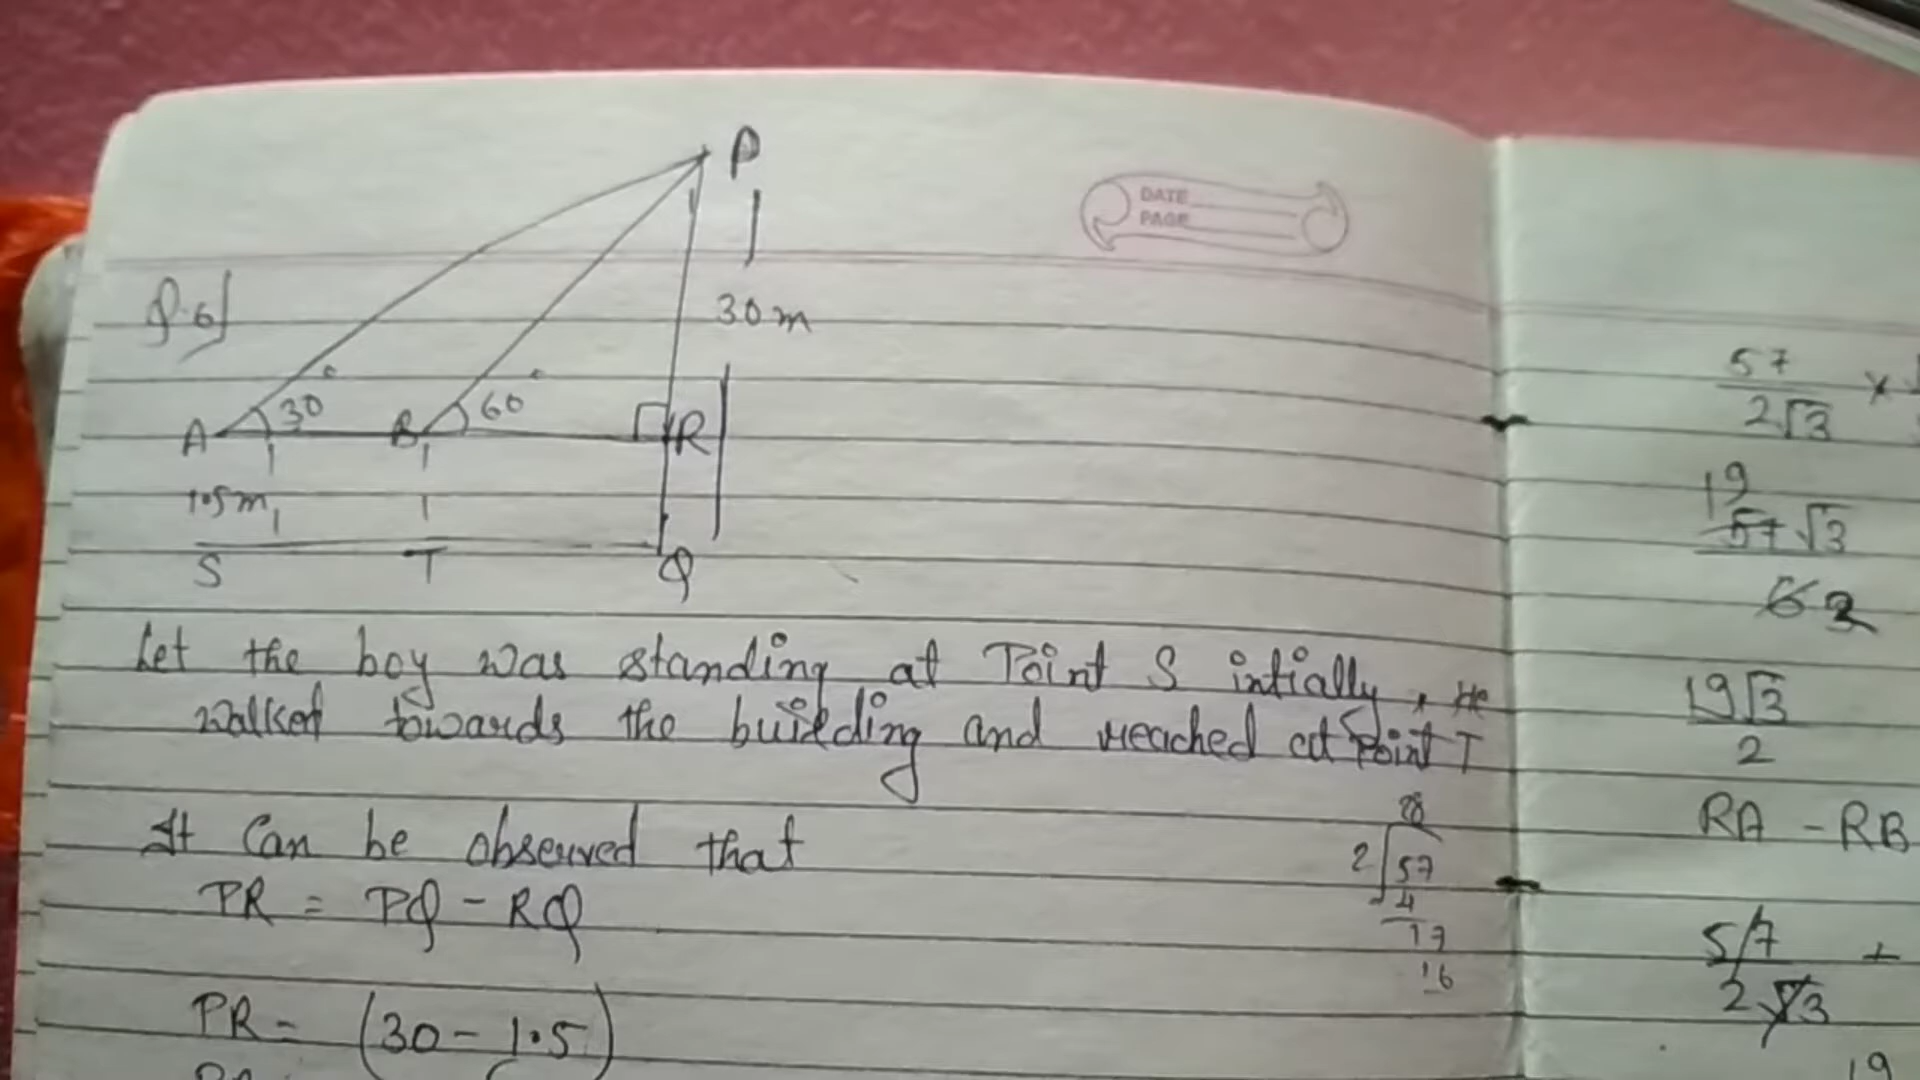 P
DATE
PAGE
Q.6
30 m
A 30° B 60° R
1.5m
S T Q
Let the boy was standing at Point S intially, He
walked towards the building and reached at Point T
It Can be observed that
PR = PQ - RQ
PR = (30 - 1.5)
28
2 57
4
17
16
57 ×
2√3
19
57√3
6 2
19√3
2
RA - RB
57
2√3
19